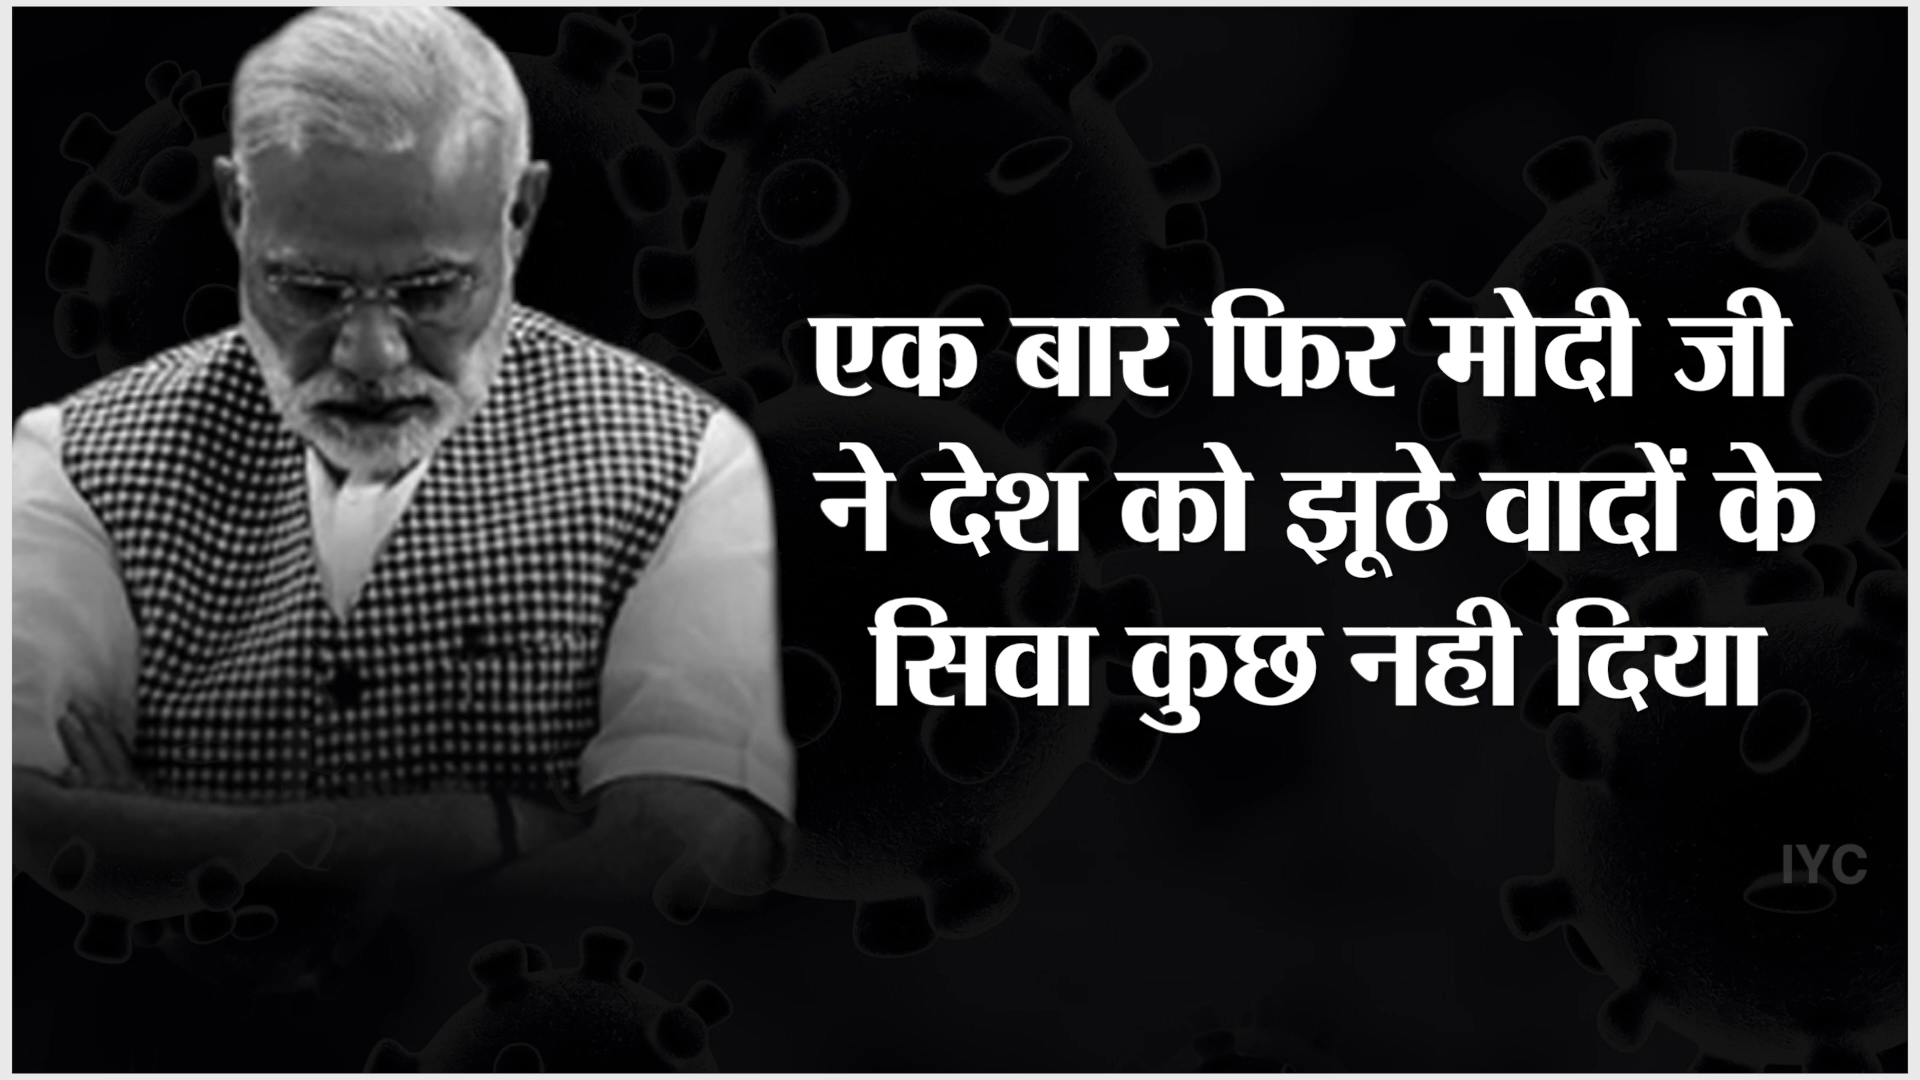 एक बार फिर मोदी जी
ने देश को झूठे वादों के
सिवा कुछ नही दिया
IYC